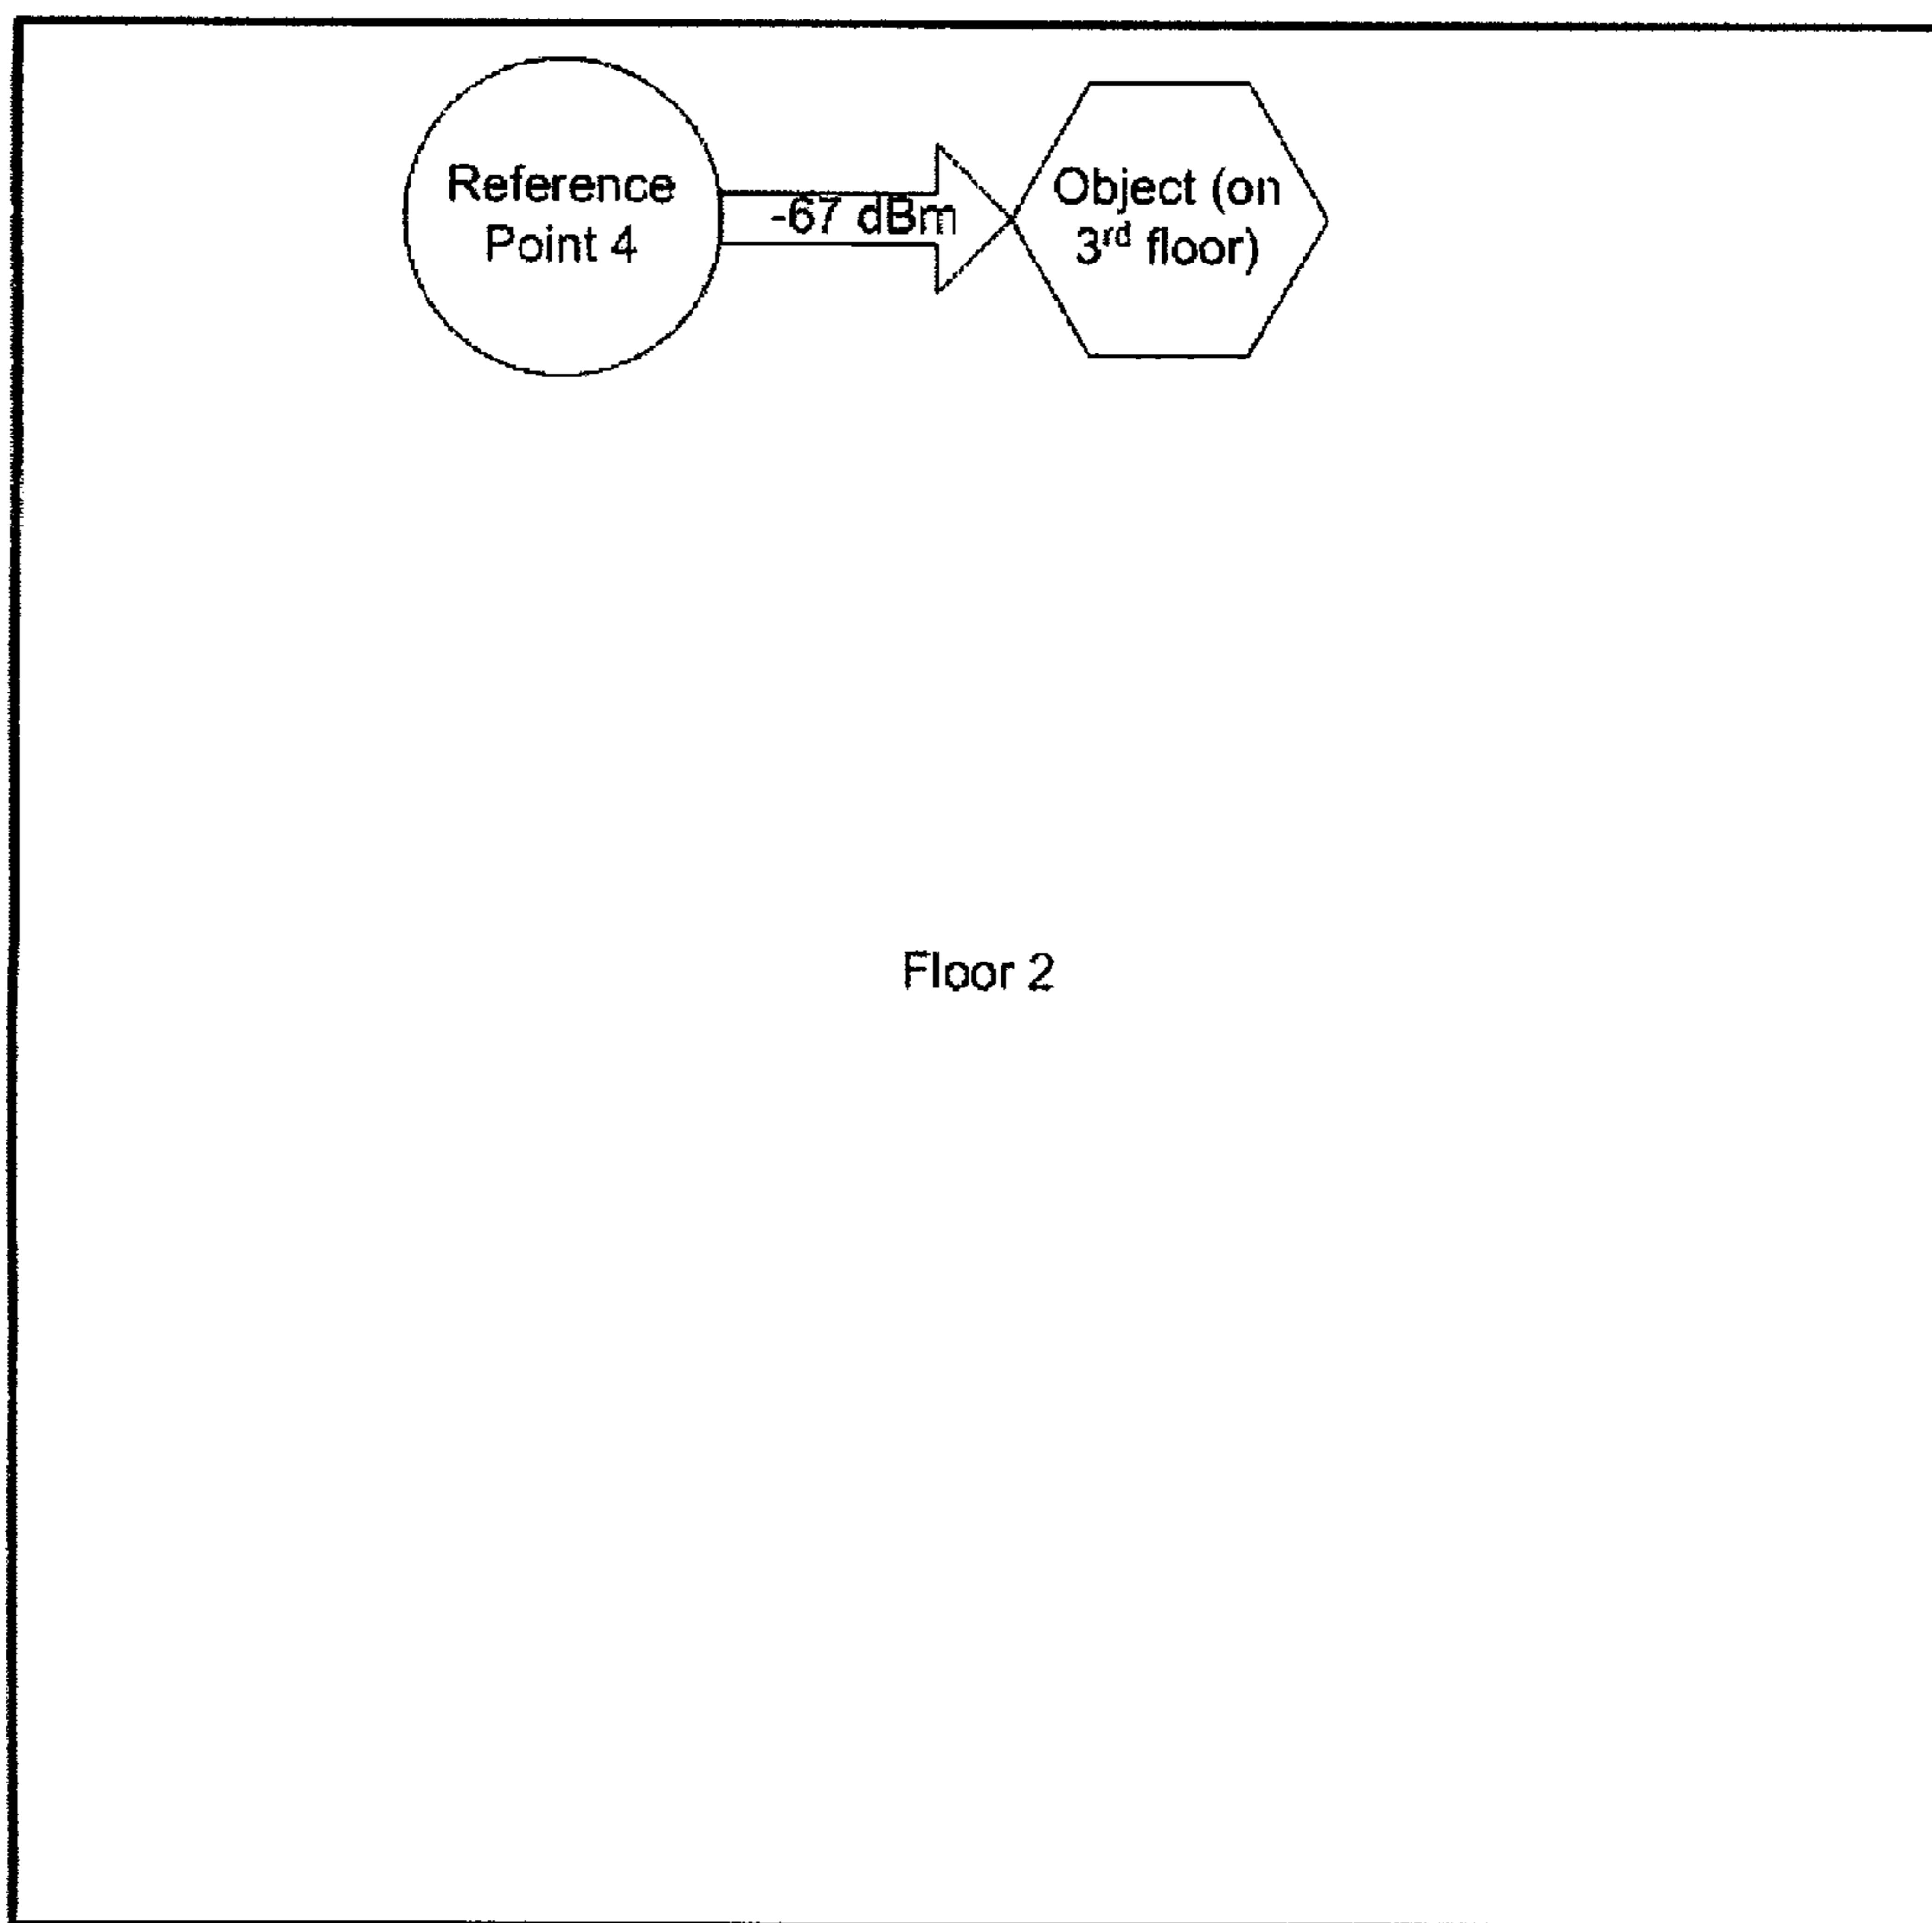 Reference
Point 4
-67 dBm
Object (on
3rd floor)
Floor 2